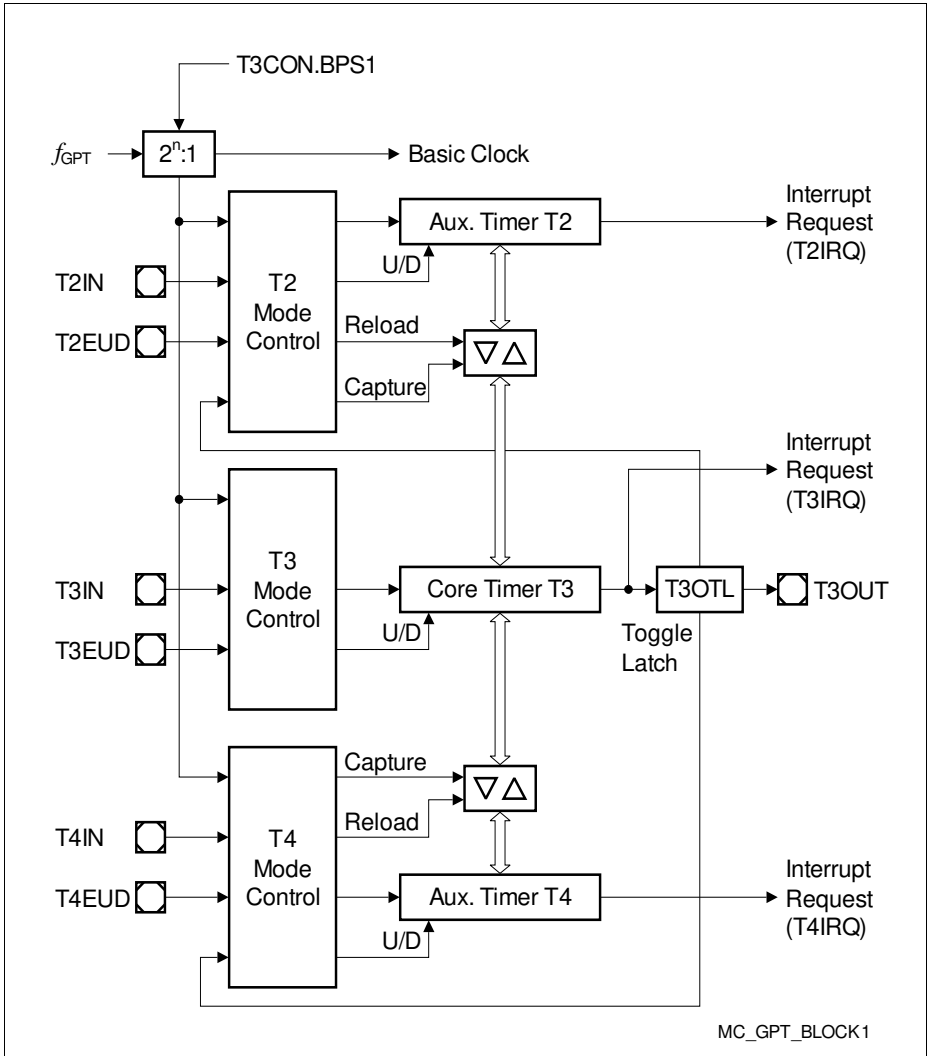 T3CON.BPS1
fGPT
2n:1
Basic Clock
Interrupt
Request
(T2IRQ)
Aux. Timer T2
U/D
T2IN
T2
Mode
Control
T2EUD
Reload
Capture
Interrupt
Request
(T3IRQ)
T3
Mode
Control
T3IN
Core Timer T3
T3OTL
T3OUT
U/D
T3EUD
Toggle
Latch
Capture
Reload
T4IN
T4
Mode
Control
T4EUD
Aux. Timer T4
U/D
Interrupt
Request
(T4IRQ)
MC_GPT_BLOCK1